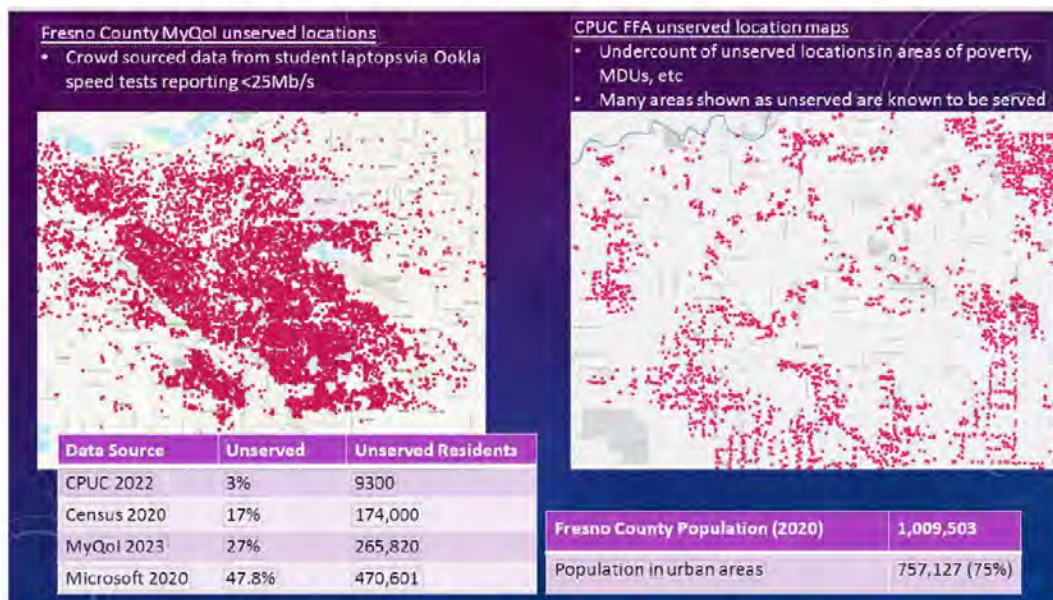 Fresno County MyQoI unserved locations
• Crowd sourced data from student laptops via Ookla
speed tests reporting <25Mb/s
CPUC FFA unserved location maps
• Undercount of unserved locations in areas of poverty,
MDUs, etc
• Many areas shown as unserved are known to be served
Data Source Unserved Unserved Residents
CPUC 2022 3% 9300
Census 2020 17% 174,000
MyQoI 2023 27% 265,820
Microsoft 2020 47.8% 470,601
Fresno County Population (2020) 1,009,503
Population in urban areas 757,127 (75%)